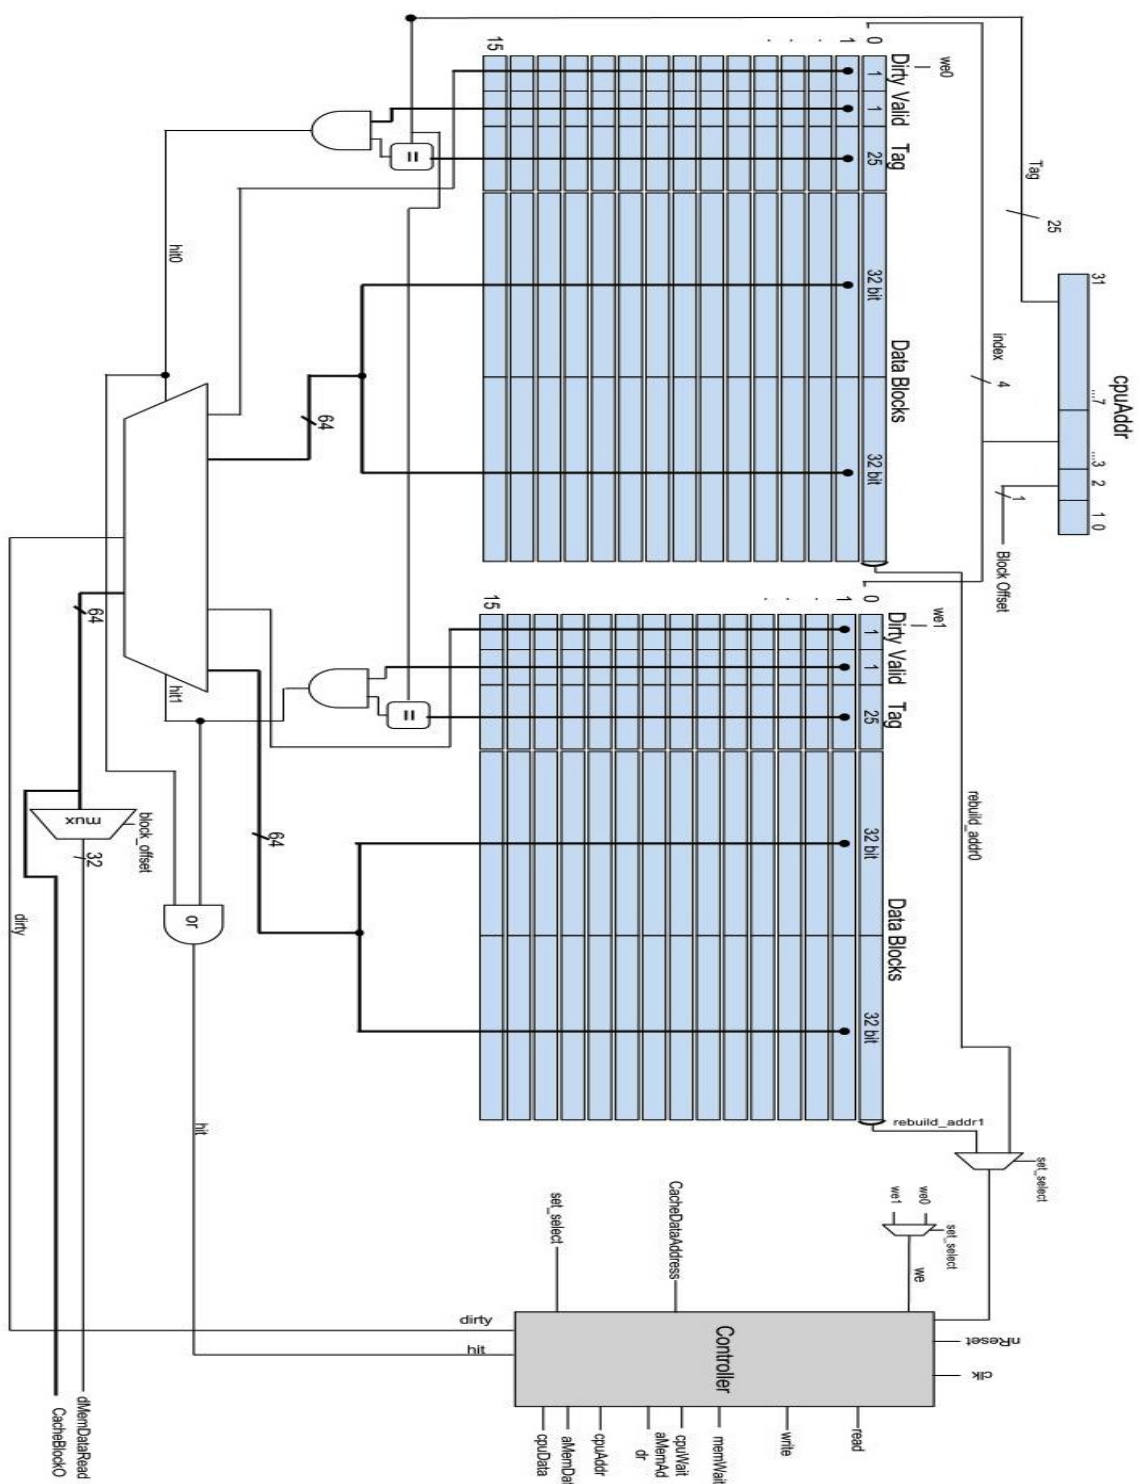 cpuAddr
31
...7
...3
2
1 0
Tag
25
index
4
1
Block Offset
we0
Dirty Valid Tag
Data Blocks
0
1
.
.
.
15
1
1
25
32 bit
32 bit
=
hit0
64
rebuild_addr0
we1
Dirty Valid Tag
Data Blocks
0
1
.
.
.
15
1
1
25
32 bit
32 bit
=
hit1
64
rebuild_addr1
set_select
we0
we1
set_select
we
64
mux
block_offset
32
or
dirty
hit
set_select
CacheDataAddress
dirty
hit
Controller
nReset
clk
read
write
memWait
cpuWait
aMemAd
dr
cpuAddr
aMemDat
cpuData
dMemDataRead
CacheBlockO